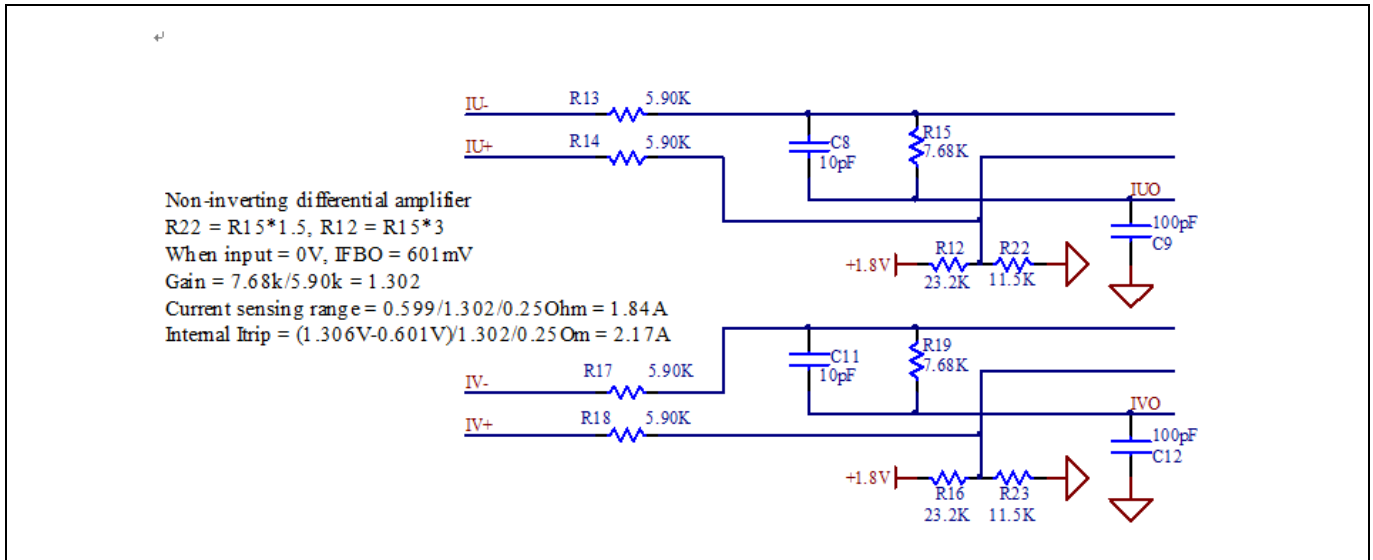 IU-
R13
5.90K
IU+
R14
5.90K
C8
10pF
R15
7.68K
IUO
100pF
C9
Non-inverting differential amplifier
R22 = R15*1.5, R12 = R15*3
When input = 0V, IFBO = 601mV
Gain = 7.68k/5.90k = 1.302
Current sensing range = 0.599/1.302/0.25Ohm = 1.84A
Internal Itrip = (1.306V-0.601V)/1.302/0.25Om = 2.17A
+1.8V
R12
23.2K
R22
11.5K
IV-
R17
5.90K
IV+
R18
5.90K
C11
10pF
R19
7.68K
IVO
100pF
C12
+1.8V
R16
23.2K
R23
11.5K